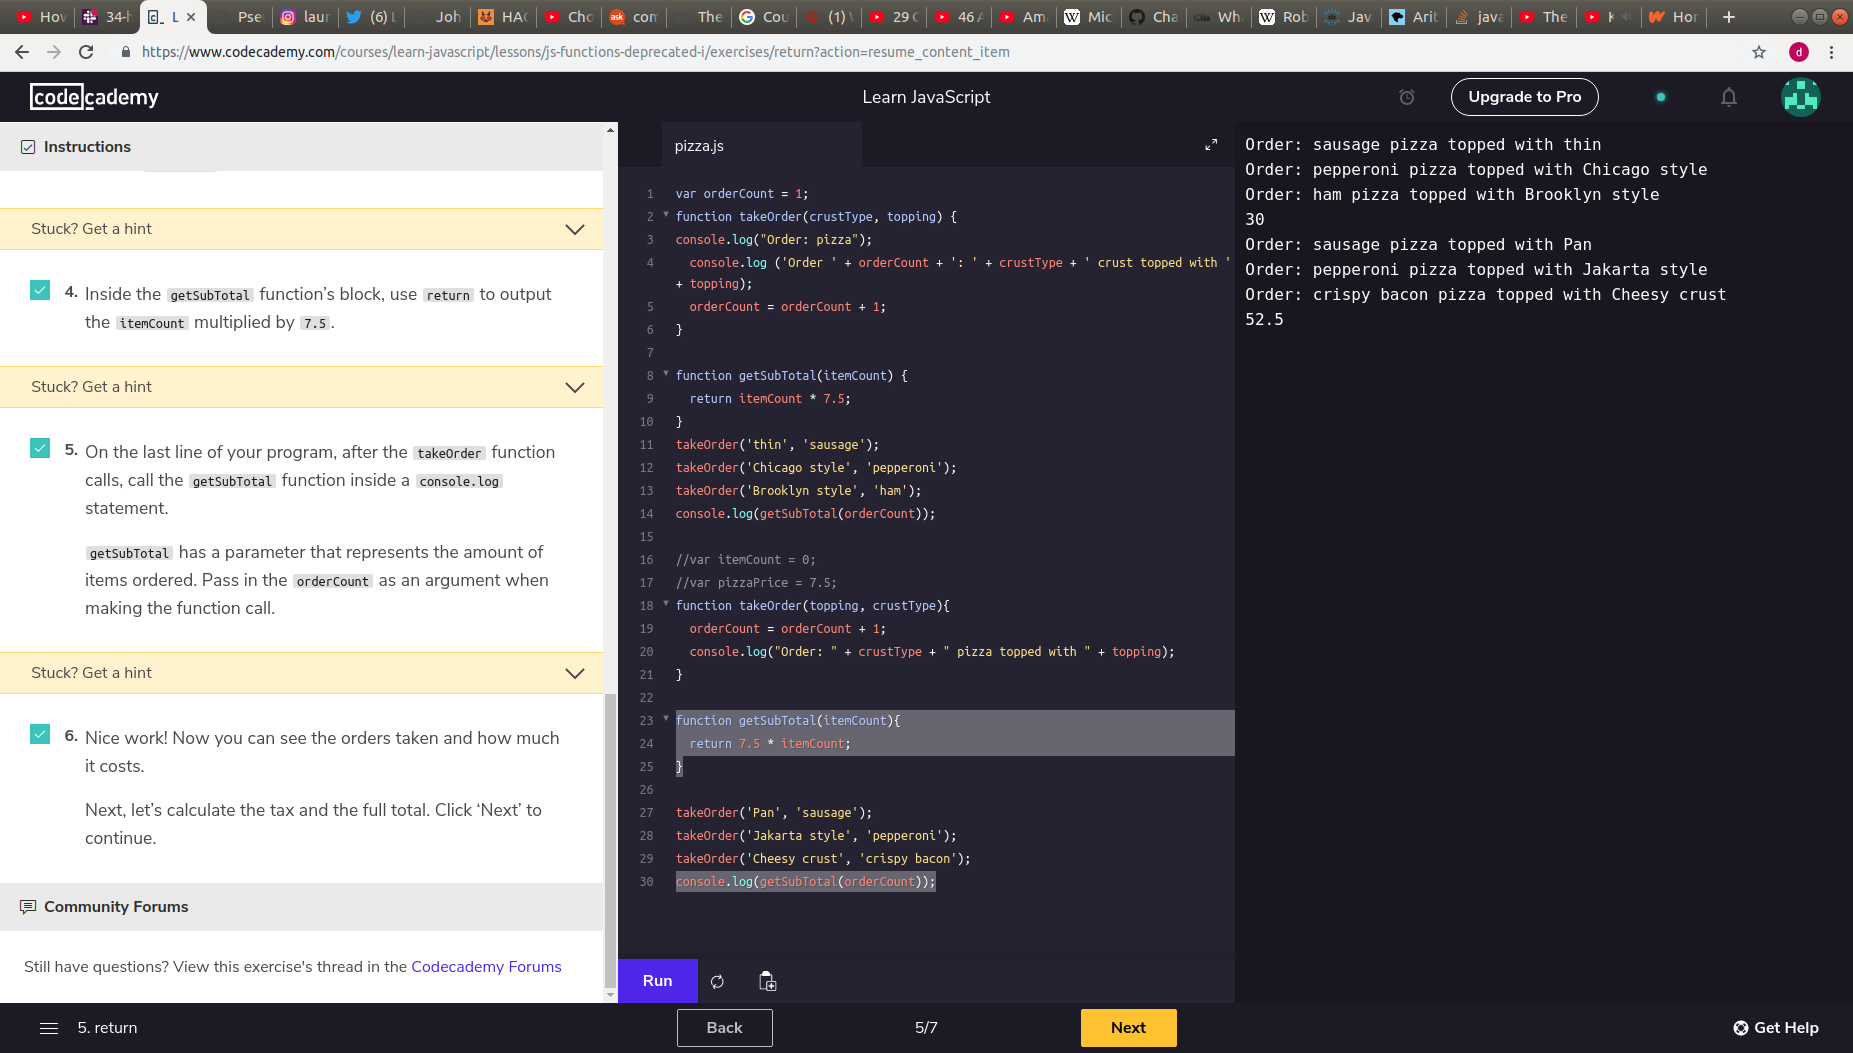 How
34-h
L
Pse
laur
(6) L
Joh
HAC
Cho
con
The
Cou
(1)
29 C
46 A
Am
Mic
Cha
Wh
Rob
Jav
Arit
java
The
Hor
https://www.codecademy.com/courses/learn-javascript/lessons/js-functions-deprecated-i/exercises/return?action=resume_content_item
d
codecademy
Learn JavaScript
Upgrade to Pro
Instructions
Stuck? Get a hint
4. Inside the getSubTotal function’s block, use return to output
the itemCount multiplied by 7.5.
Stuck? Get a hint
5. On the last line of your program, after the takeOrder function
calls, call the getSubTotal function inside a console.log
statement.
getSubTotal has a parameter that represents the amount of
items ordered. Pass in the orderCount as an argument when
making the function call.
Stuck? Get a hint
6. Nice work! Now you can see the orders taken and how much
it costs.
Next, let’s calculate the tax and the full total. Click ‘Next’ to
continue.
Community Forums
Still have questions? View this exercise's thread in the Codecademy Forums
pizza.js
1 var orderCount = 1;
2 function takeOrder(crustType, topping) {
3 console.log("Order: pizza");
4 console.log ('Order ' + orderCount + ': ' + crustType + ' crust topped with '
+ topping);
5 orderCount = orderCount + 1;
6 }
7
8 function getSubTotal(itemCount) {
9 return itemCount * 7.5;
10 }
11 takeOrder('thin', 'sausage');
12 takeOrder('Chicago style', 'pepperoni');
13 takeOrder('Brooklyn style', 'ham');
14 console.log(getSubTotal(orderCount));
15
16 //var itemCount = 0;
17 //var pizzaPrice = 7.5;
18 function takeOrder(topping, crustType){
19 orderCount = orderCount + 1;
20 console.log("Order: " + crustType + " pizza topped with " + topping);
21 }
22
23 function getSubTotal(itemCount){
24 return 7.5 * itemCount;
25 }
26
27 takeOrder('Pan', 'sausage');
28 takeOrder('Jakarta style', 'pepperoni');
29 takeOrder('Cheesy crust', 'crispy bacon');
30 console.log(getSubTotal(orderCount));
Run
Order: sausage pizza topped with thin
Order: pepperoni pizza topped with Chicago style
Order: ham pizza topped with Brooklyn style
30
Order: sausage pizza topped with Pan
Order: pepperoni pizza topped with Jakarta style
Order: crispy bacon pizza topped with Cheesy crust
52.5
5. return
Back
5/7
Next
Get Help